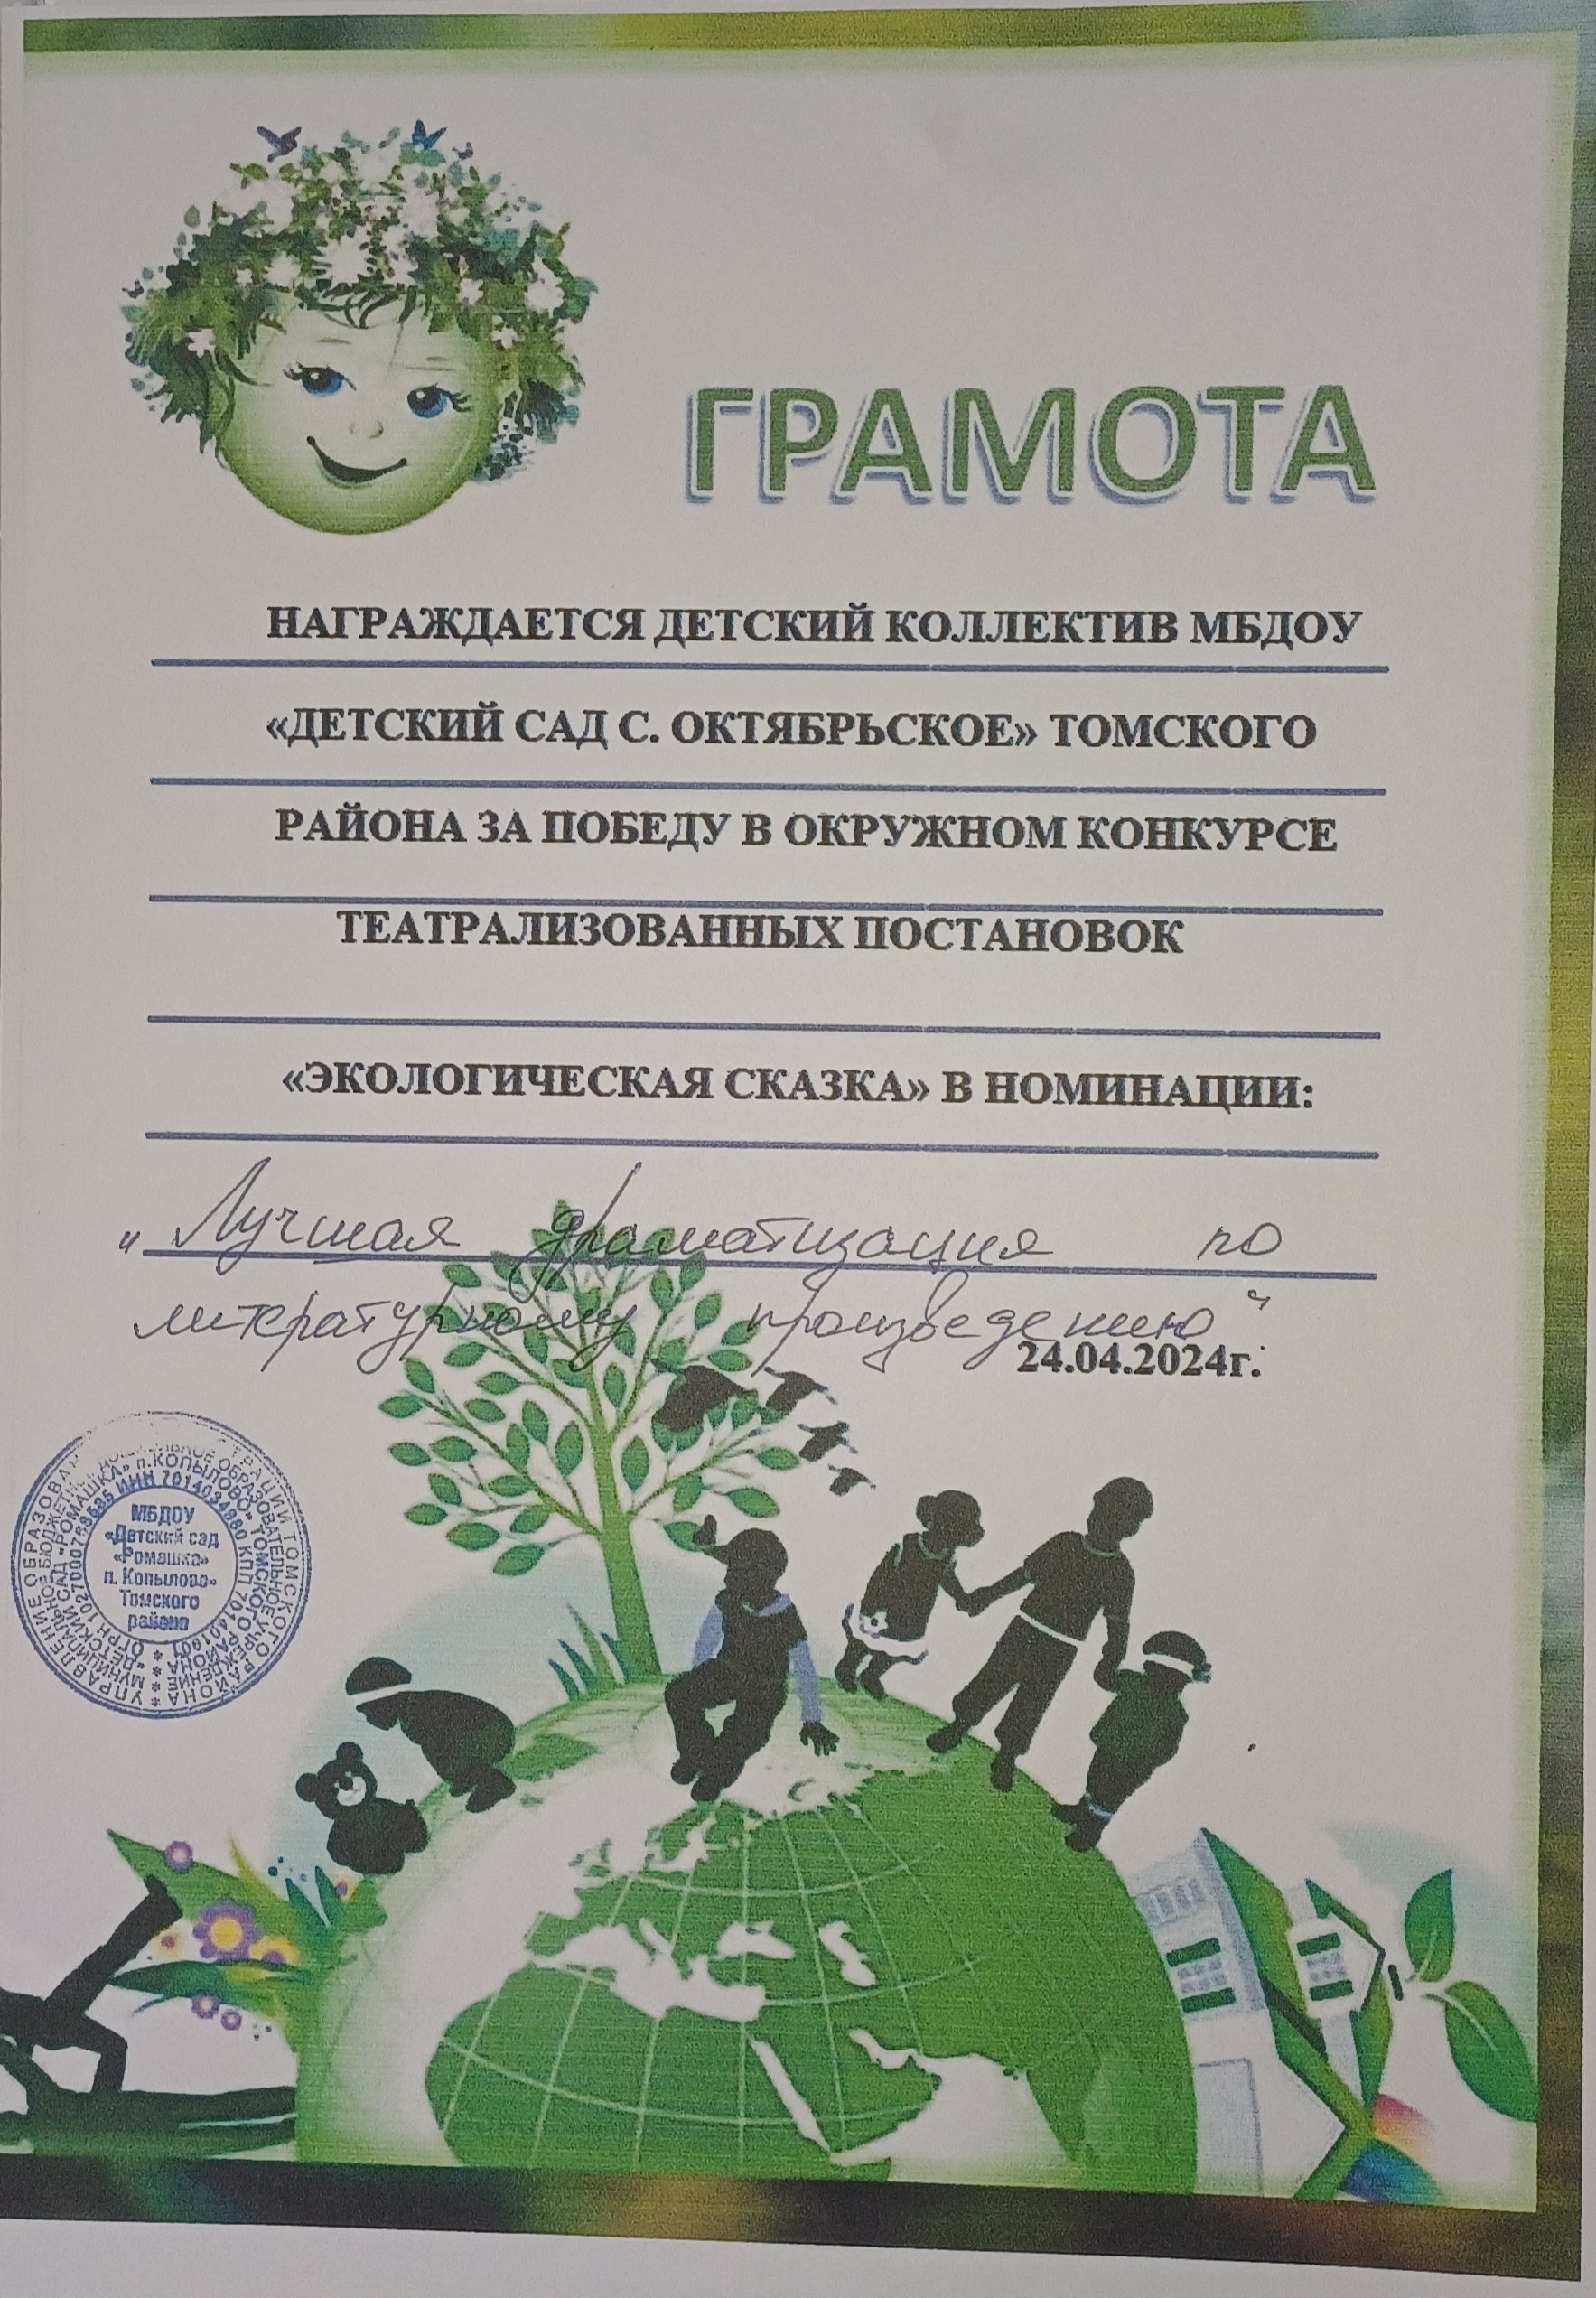 ГРАМОТА
НАГРАЖДАЕТСЯ ДЕТСКИЙ КОЛЛЕКТИВ МБДОУ
«ДЕТСКИЙ САД С. ОКТЯБРЬСКОЕ» ТОМСКОГО
РАЙОНА ЗА ПОБЕДУ В ОКРУЖНОМ КОНКУРСЕ
ТЕАТРАЛИЗОВАННЫХ ПОСТАНОВОК
«ЭКОЛОГИЧЕСКАЯ СКАЗКА» В НОМИНАЦИИ:
„Лучшая драматизация по
литературному произведению“
24.04.2024г.
МБДОУ
«Детский сад
«Ромашка»
п. Копылово»
Томского
района